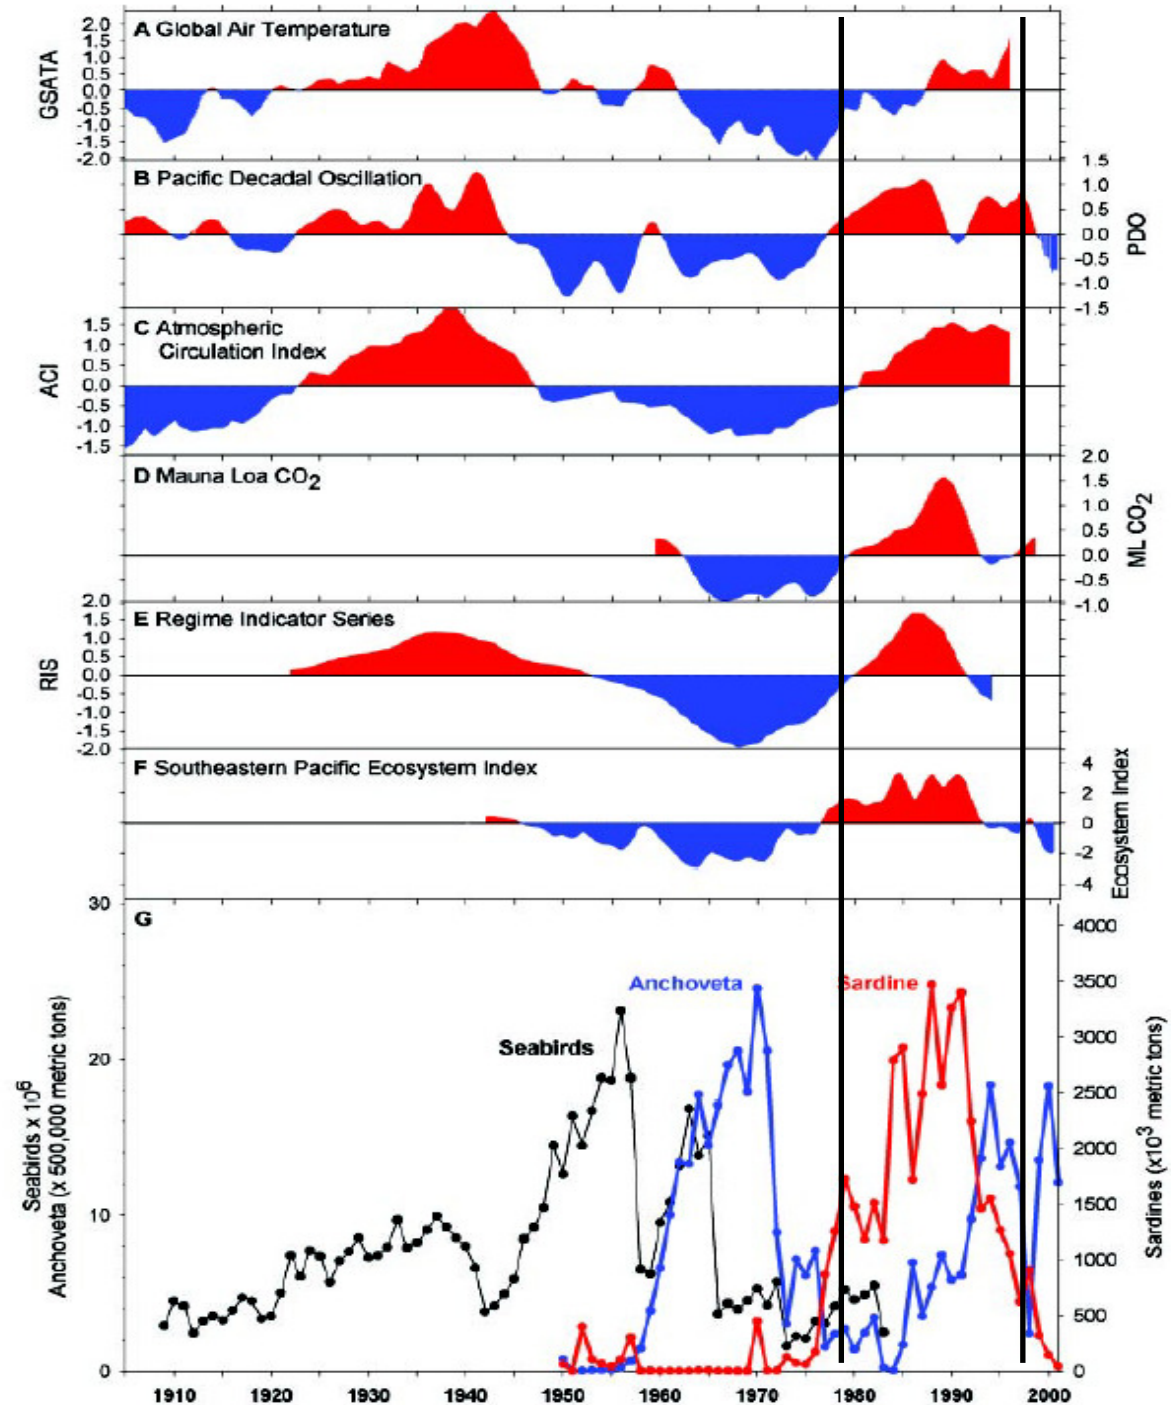 A Global Air Temperature
GSATA
2.0
1.5
1.0
0.5
0.0
-0.5
-1.0
-1.5
-2.0
B Pacific Decadal Oscillation
PDO
1.5
1.0
0.5
0.0
-0.5
-1.0
-1.5
C Atmospheric
Circulation Index
ACI
1.5
1.0
0.5
0.0
-0.5
-1.0
-1.5
D Mauna Loa CO2
ML CO2
2.0
1.5
1.0
0.5
0.0
-0.5
-1.0
E Regime Indicator Series
RIS
2.0
1.5
1.0
0.5
0.0
-0.5
-1.0
-1.5
-2.0
F Southeastern Pacific Ecosystem Index
Ecosystem Index
4
2
0
-2
-4
G
Seabirds x 10^6
Anchoveta (x 500,000 metric tons)
30
20
10
0
Anchoveta
Sardine
Seabirds
Sardines (x10^3 metric tons)
4000
3500
3000
2500
2000
1500
1000
500
0
1910 1920 1930 1940 1950 1960 1970 1980 1990 2000